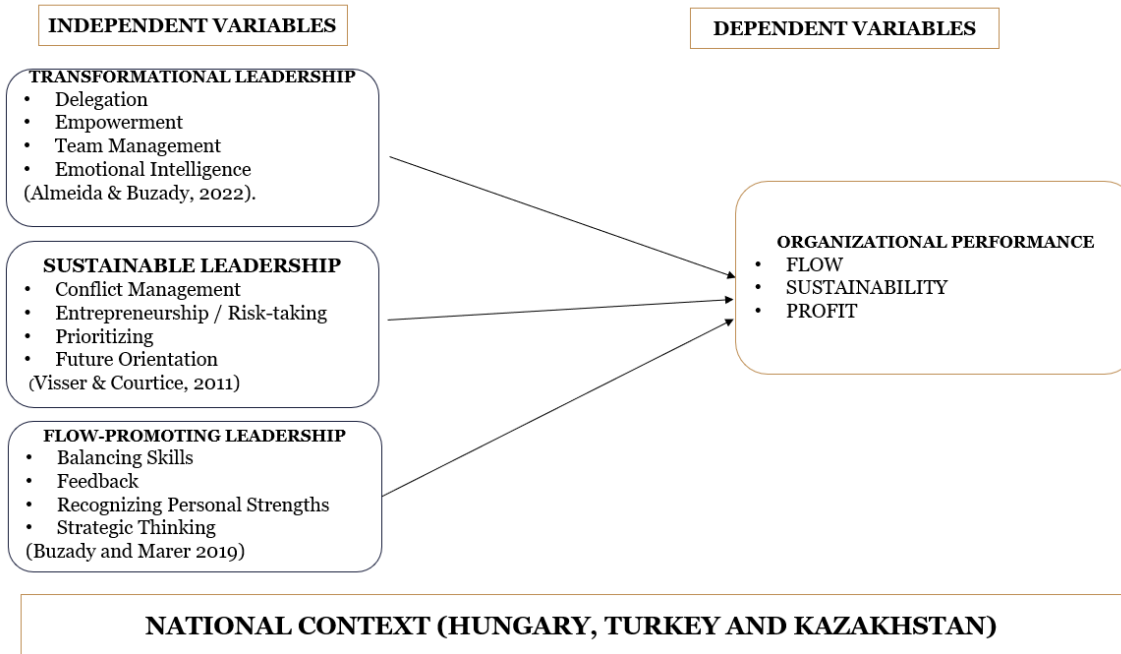 INDEPENDENT VARIABLES
DEPENDENT VARIABLES
TRANSFORMATIONAL LEADERSHIP
• Delegation
• Empowerment
• Team Management
• Emotional Intelligence
(Almeida & Buzady, 2022).
SUSTAINABLE LEADERSHIP
• Conflict Management
• Entrepreneurship / Risk-taking
• Prioritizing
• Future Orientation
(Visser & Courtice, 2011)
FLOW-PROMOTING LEADERSHIP
• Balancing Skills
• Feedback
• Recognizing Personal Strengths
• Strategic Thinking
(Buzady and Marer 2019)
ORGANIZATIONAL PERFORMANCE
• FLOW
• SUSTAINABILITY
• PROFIT
NATIONAL CONTEXT (HUNGARY, TURKEY AND KAZAKHSTAN)